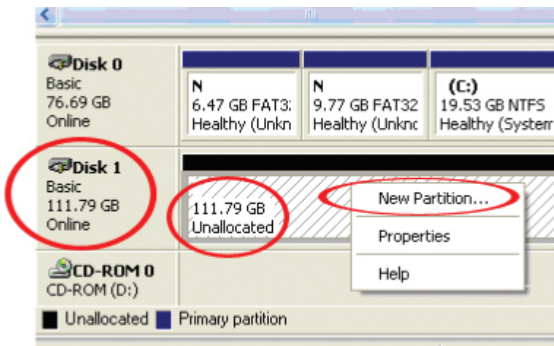 Disk 0
Basic
76.69 GB
Online
N
6.47 GB FAT32
Healthy (Unkn
N
9.77 GB FAT32
Healthy (Unknc
(C:)
19.53 GB NTFS
Healthy (System
Disk 1
Basic
111.79 GB
Online
111.79 GB
Unallocated
New Partition...
Properties
Help
CD-ROM 0
CD-ROM (D:)
Unallocated Primary partition